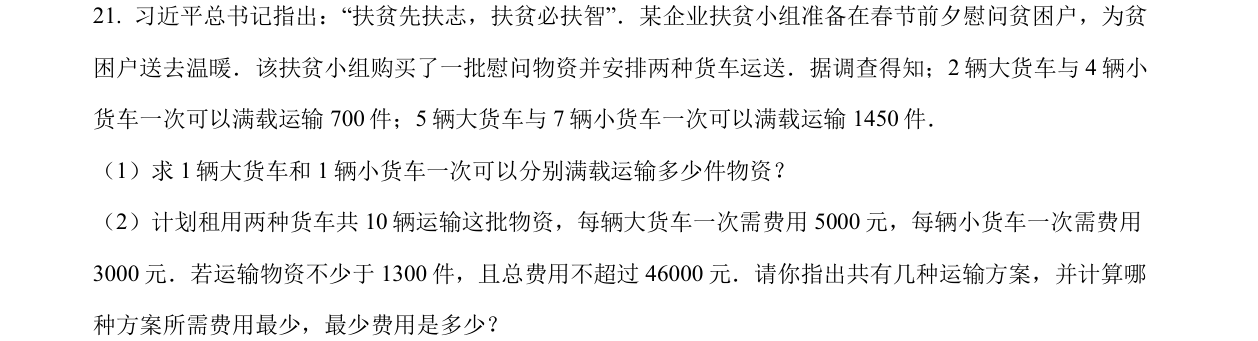 21. 习近平总书记指出：“扶贫先扶志，扶贫必扶智”．某企业扶贫小组准备在春节前夕慰问贫困户，为贫
困户送去温暖．该扶贫小组购买了一批慰问物资并安排两种货车运送．据调查得知；2 辆大货车与 4 辆小
货车一次可以满载运输 700 件；5 辆大货车与 7 辆小货车一次可以满载运输 1450 件．
（1）求 1 辆大货车和 1 辆小货车一次可以分别满载运输多少件物资？
（2）计划租用两种货车共 10 辆运输这批物资，每辆大货车一次需费用 5000 元，每辆小货车一次需费用
3000 元．若运输物资不少于 1300 件，且总费用不超过 46000 元．请你指出共有几种运输方案，并计算哪
种方案所需费用最少，最少费用是多少？